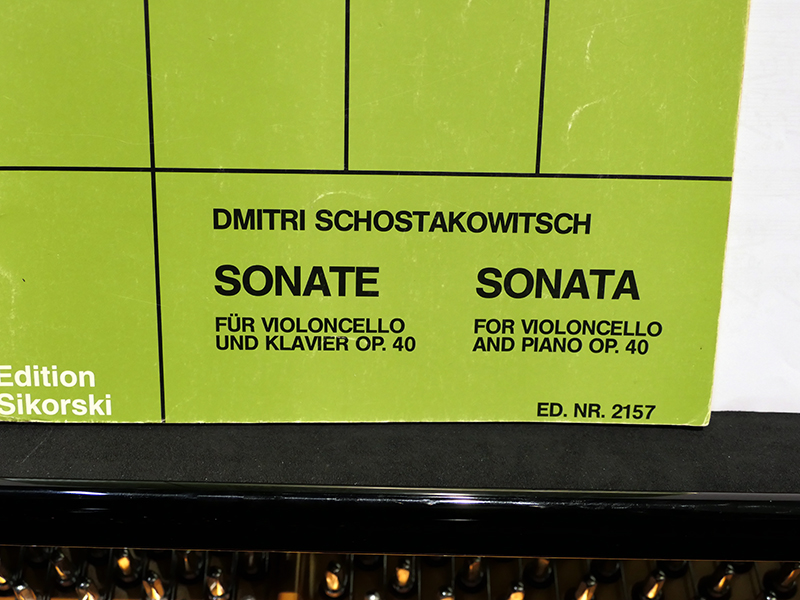 DMITRI SCHOSTAKOWITSCH
SONATE
FÜR VIOLONCELLO
UND KLAVIER OP. 40
SONATA
FOR VIOLONCELLO
AND PIANO OP. 40
Edition
Sikorski
ED. NR. 2157